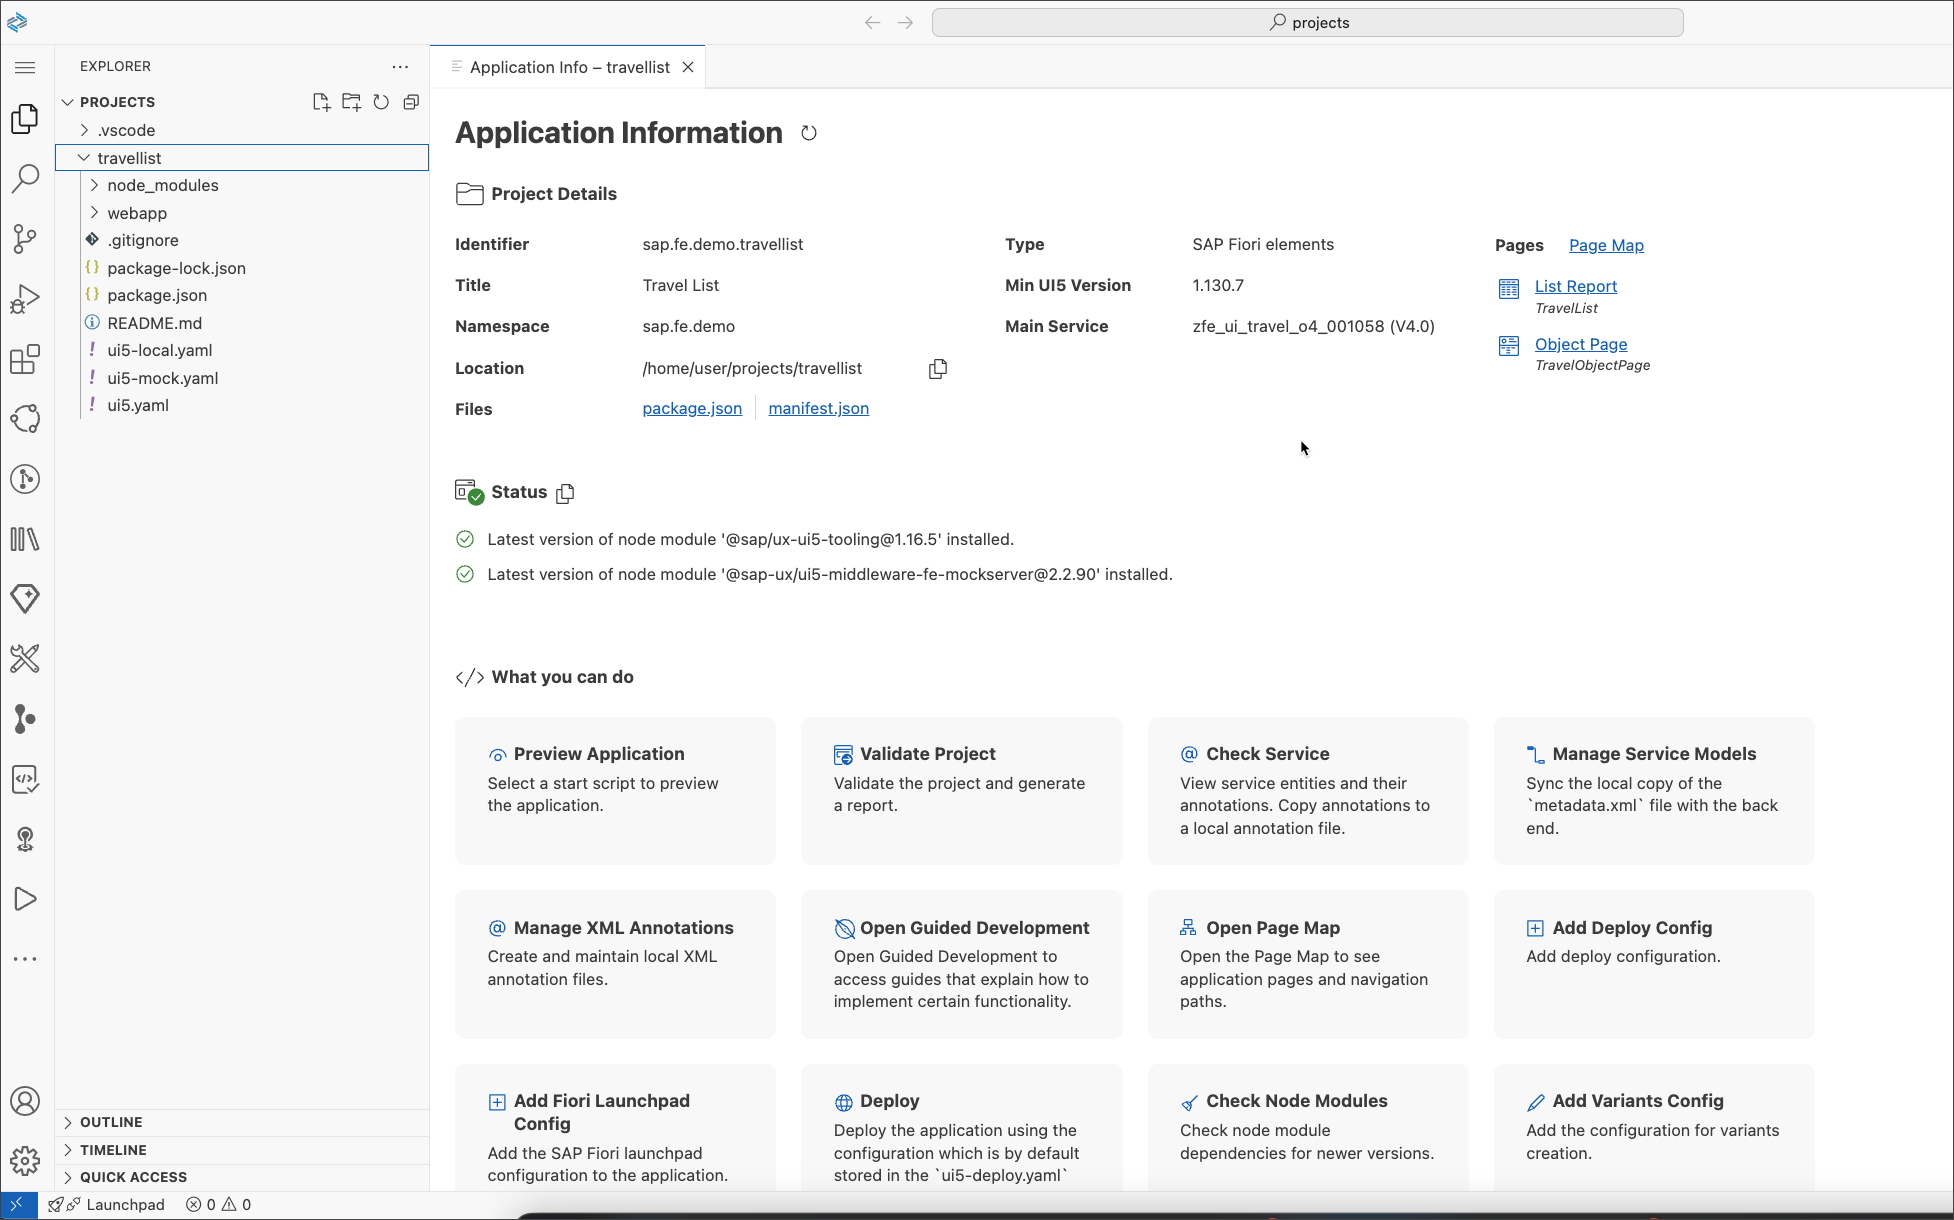 projects
EXPLORER
PROJECTS
.vscode
travellist
node_modules
webapp
.gitignore
package-lock.json
package.json
README.md
ui5-local.yaml
ui5-mock.yaml
ui5.yaml
OUTLINE
TIMELINE
QUICK ACCESS
Launchpad
0
0
Application Info – travellist
Application Information
Project Details
Identifier
sap.fe.demo.travellist
Title
Travel List
Namespace
sap.fe.demo
Location
/home/user/projects/travellist
Files
package.json
manifest.json
Type
SAP Fiori elements
Min UI5 Version
1.130.7
Main Service
zfe_ui_travel_o4_001058 (V4.0)
Pages
Page Map
List Report
TravelList
Object Page
TravelObjectPage
Status
Latest version of node module '@sap/ux-ui5-tooling@1.16.5' installed.
Latest version of node module '@sap-ux/ui5-middleware-fe-mockserver@2.2.90' installed.
What you can do
Preview Application
Select a start script to preview
the application.
Validate Project
Validate the project and generate
a report.
Check Service
View service entities and their
annotations. Copy annotations to
a local annotation file.
Manage Service Models
Sync the local copy of the
`metadata.xml` file with the back
end.
Manage XML Annotations
Create and maintain local XML
annotation files.
Open Guided Development
Open Guided Development to
access guides that explain how to
implement certain functionality.
Open Page Map
Open the Page Map to see
application pages and navigation
paths.
Add Deploy Config
Add deploy configuration.
Add Fiori Launchpad
Config
Add the SAP Fiori launchpad
configuration to the application.
Deploy
Deploy the application using the
configuration which is by default
stored in the `ui5-deploy.yaml`
Check Node Modules
Check node module
dependencies for newer versions.
Add Variants Config
Add the configuration for variants
creation.